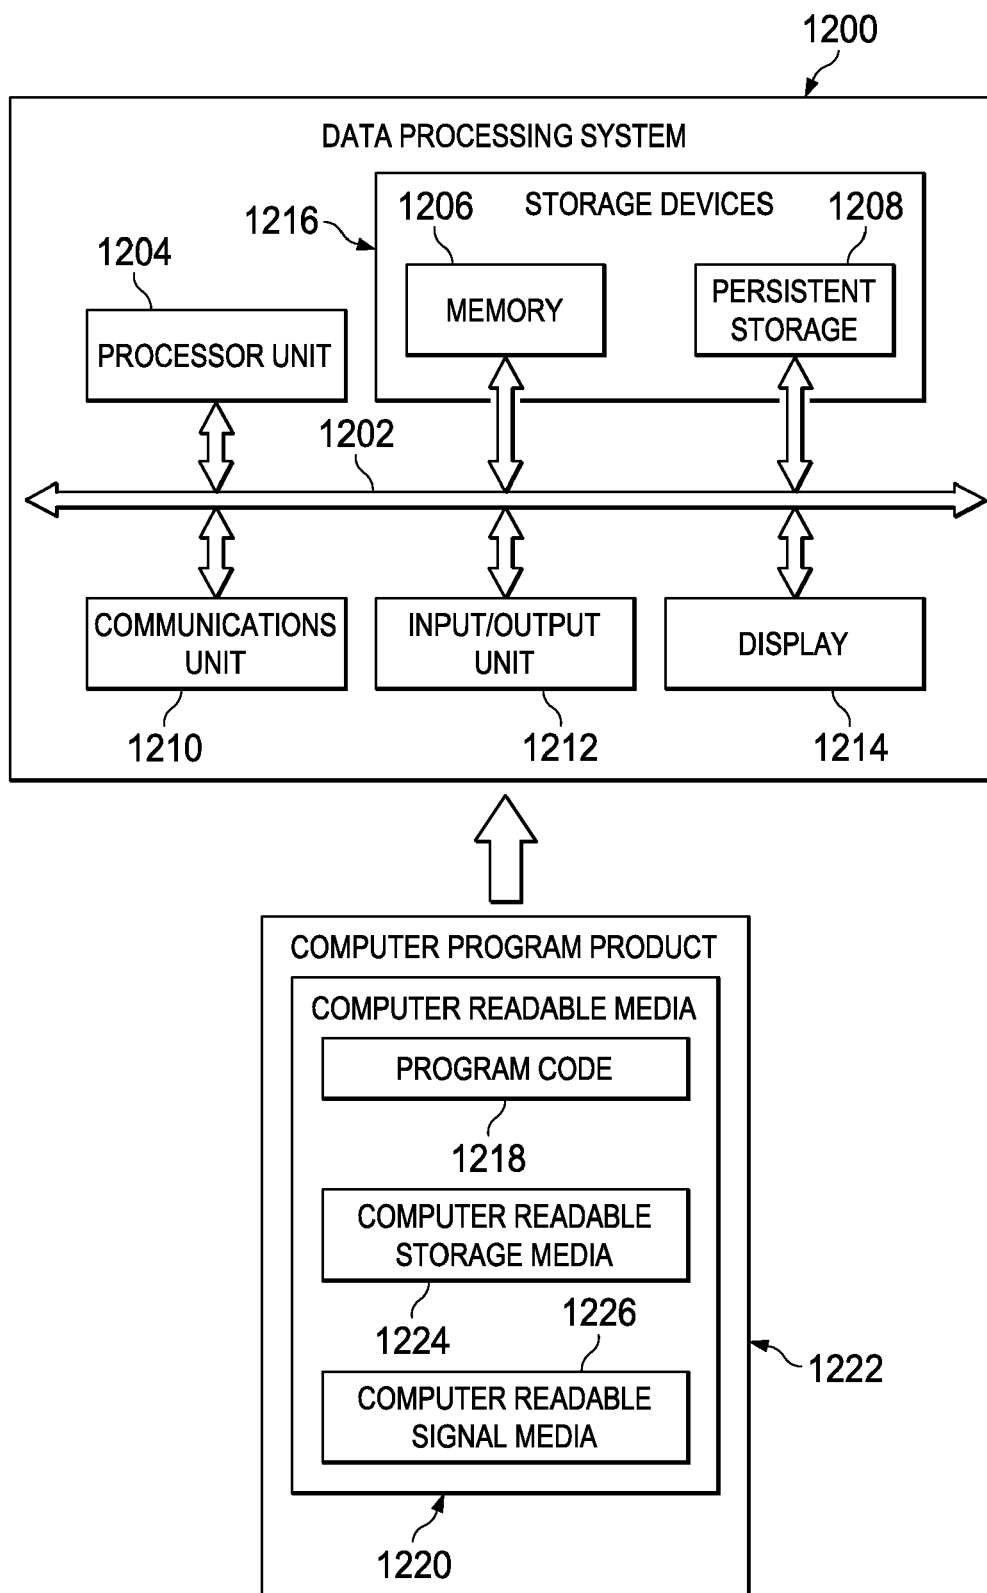 1200
DATA PROCESSING SYSTEM
STORAGE DEVICES
1216
1206
1208
1204
MEMORY
PERSISTENT
STORAGE
PROCESSOR UNIT
1202
COMMUNICATIONS
UNIT
INPUT/OUTPUT
UNIT
DISPLAY
1210
1212
1214
COMPUTER PROGRAM PRODUCT
COMPUTER READABLE MEDIA
PROGRAM CODE
1218
COMPUTER READABLE
STORAGE MEDIA
1224
1226
1222
COMPUTER READABLE
SIGNAL MEDIA
1220